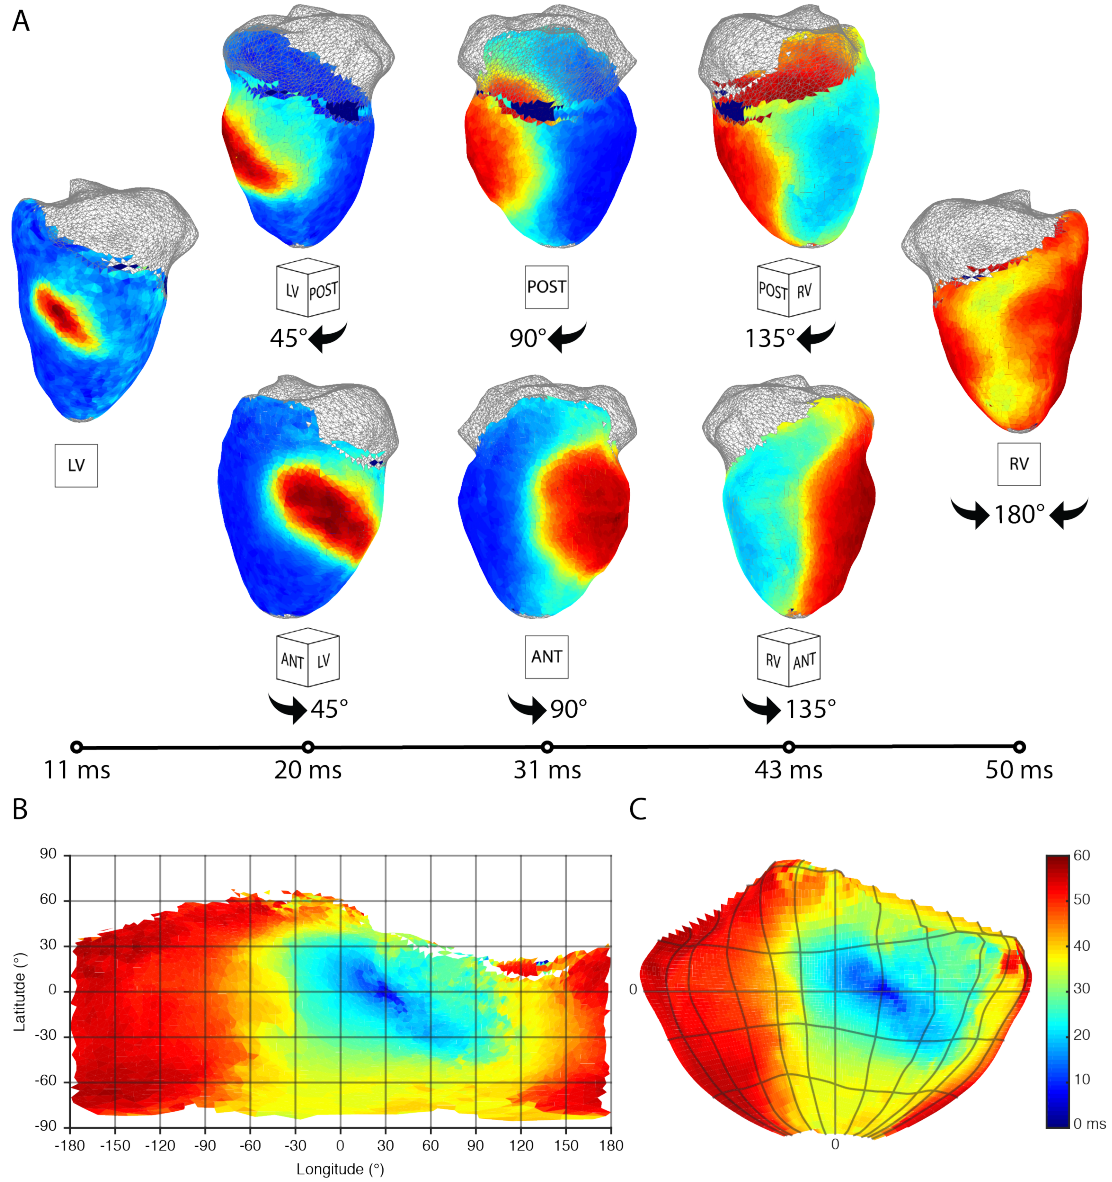 A
LV
LV POST
45°
POST
90°
POST RV
135°
RV
180°
ANT LV
45°
ANT
90°
RV ANT
135°
11 ms
20 ms
31 ms
43 ms
50 ms
B
90
60
30
0
-30
-60
-90
Latitutde (°)
-180
-150
-120
-90
-60
-30
0
30
60
90
120
150
180
Longitude (°)
C
0
0
60
50
40
30
20
10
0 ms